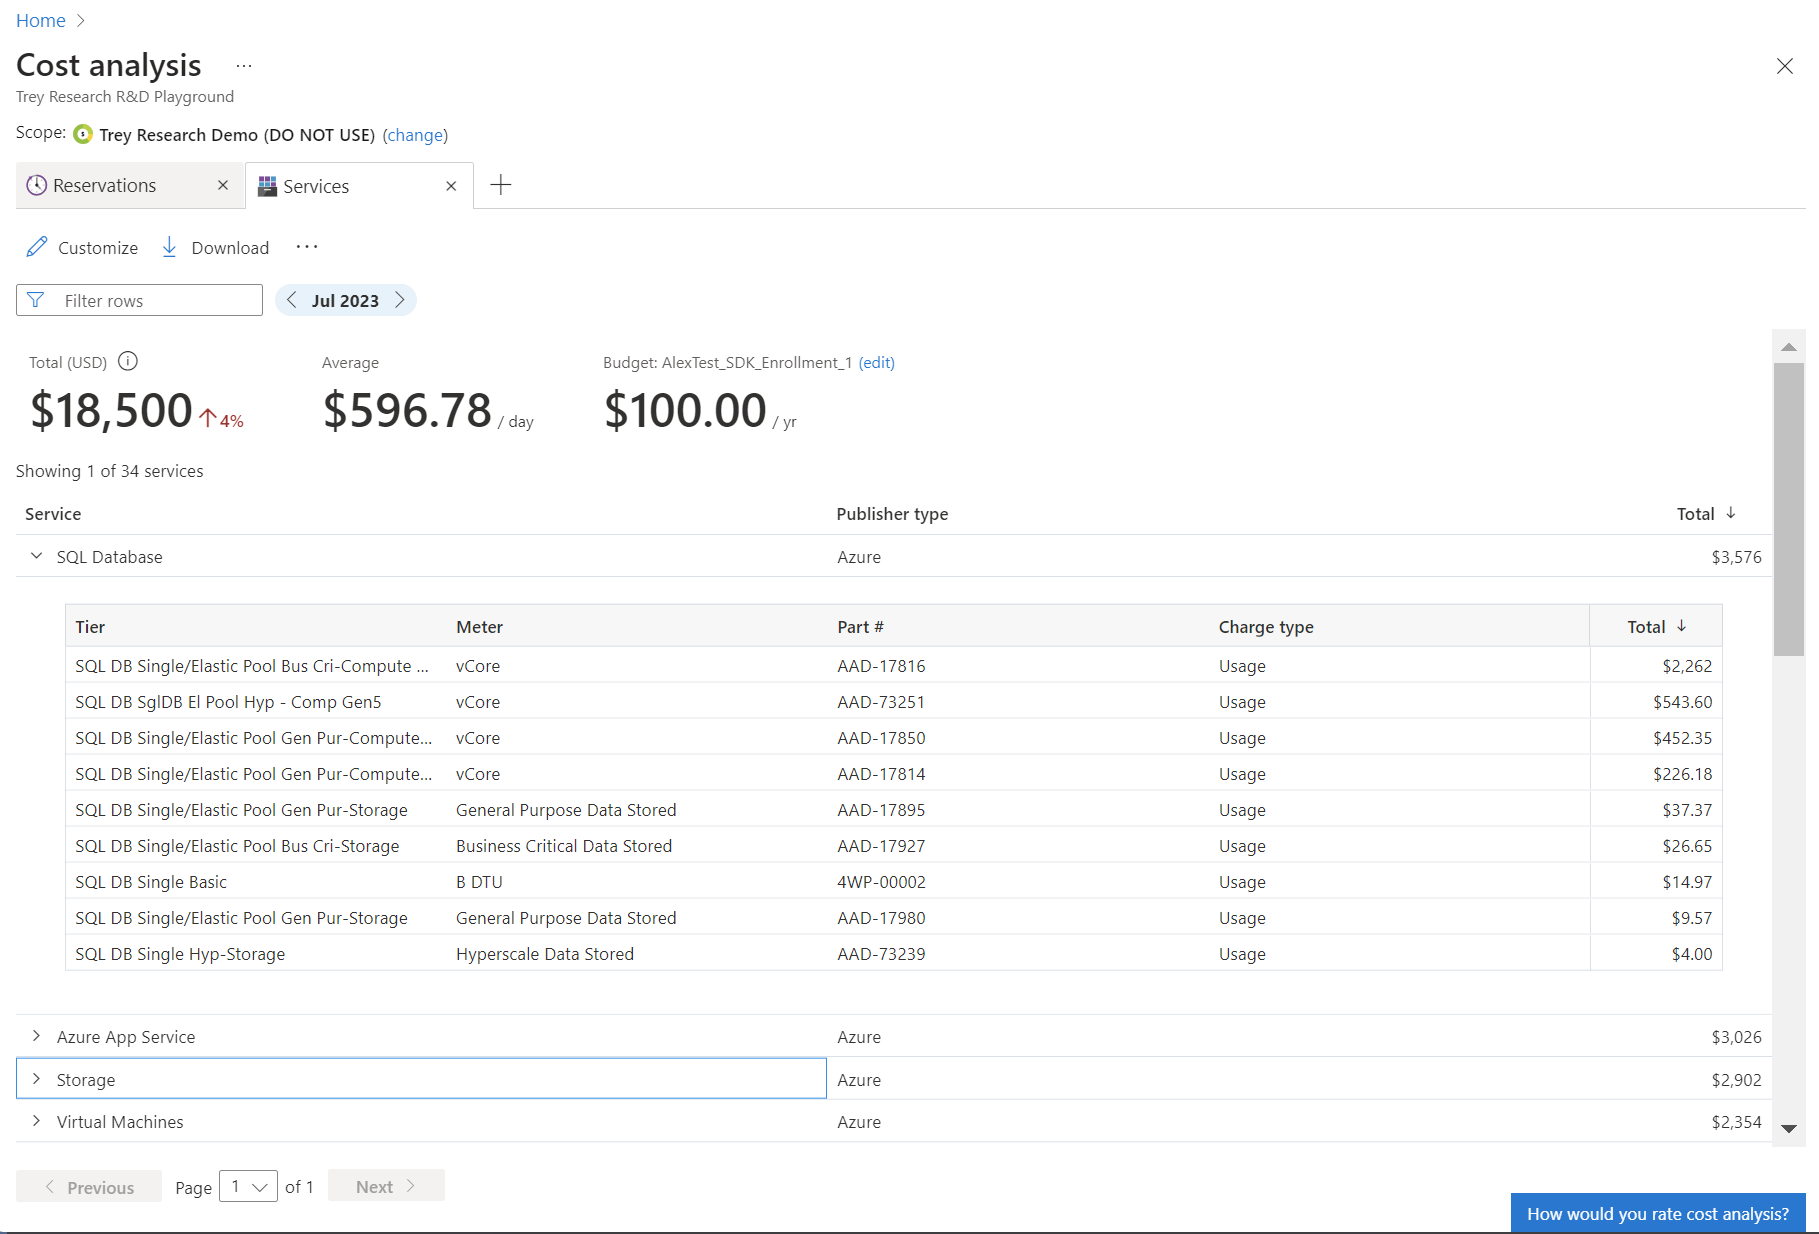 Home
Cost analysis ...
Trey Research R&D Playground
Scope: Trey Research Demo (DO NOT USE) (change)
Reservations Services
Customize Download ...
Filter rows Jul 2023
Total (USD) Average Budget: AlexTest_SDK_Enrollment_1 (edit)
$18,500 ↑ 4% $596.78 / day $100.00 / yr
Showing 1 of 34 services
Service Publisher type Total ↓
SQL Database Azure $3,576
Tier Meter Part # Charge type Total ↓
SQL DB Single/Elastic Pool Bus Cri-Compute ... vCore AAD-17816 Usage $2,262
SQL DB SglDB El Pool Hyp - Comp Gen5 vCore AAD-73251 Usage $543.60
SQL DB Single/Elastic Pool Gen Pur-Compute... vCore AAD-17850 Usage $452.35
SQL DB Single/Elastic Pool Gen Pur-Compute... vCore AAD-17814 Usage $226.18
SQL DB Single/Elastic Pool Gen Pur-Storage General Purpose Data Stored AAD-17895 Usage $37.37
SQL DB Single/Elastic Pool Bus Cri-Storage Business Critical Data Stored AAD-17927 Usage $26.65
SQL DB Single Basic B DTU 4WP-00002 Usage $14.97
SQL DB Single/Elastic Pool Gen Pur-Storage General Purpose Data Stored AAD-17980 Usage $9.57
SQL DB Single Hyp-Storage Hyperscale Data Stored AAD-73239 Usage $4.00
Azure App Service Azure $3,026
Storage Azure $2,902
Virtual Machines Azure $2,354
Previous Page 1 of 1 Next
How would you rate cost analysis?